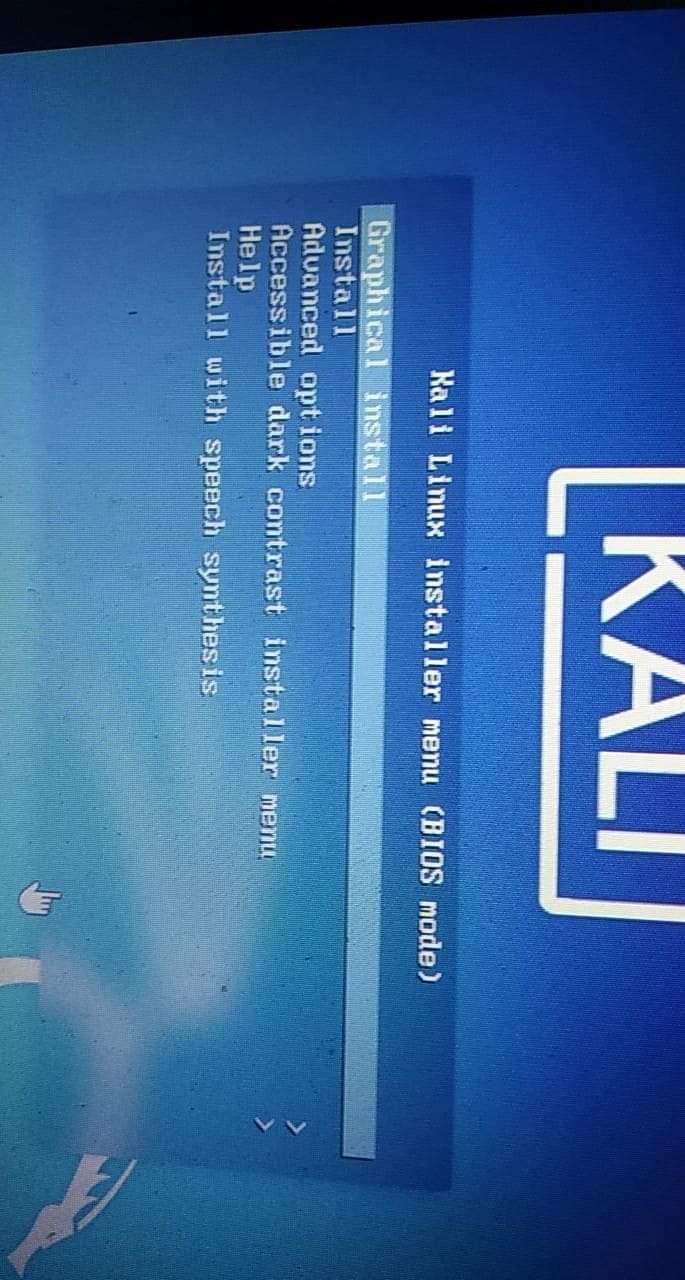 KALI
Kali Linux installer menu (BIOS mode)
Graphical install
Install
Advanced options
Accessible dark contrast installer menu
Help
Install with speech synthesis